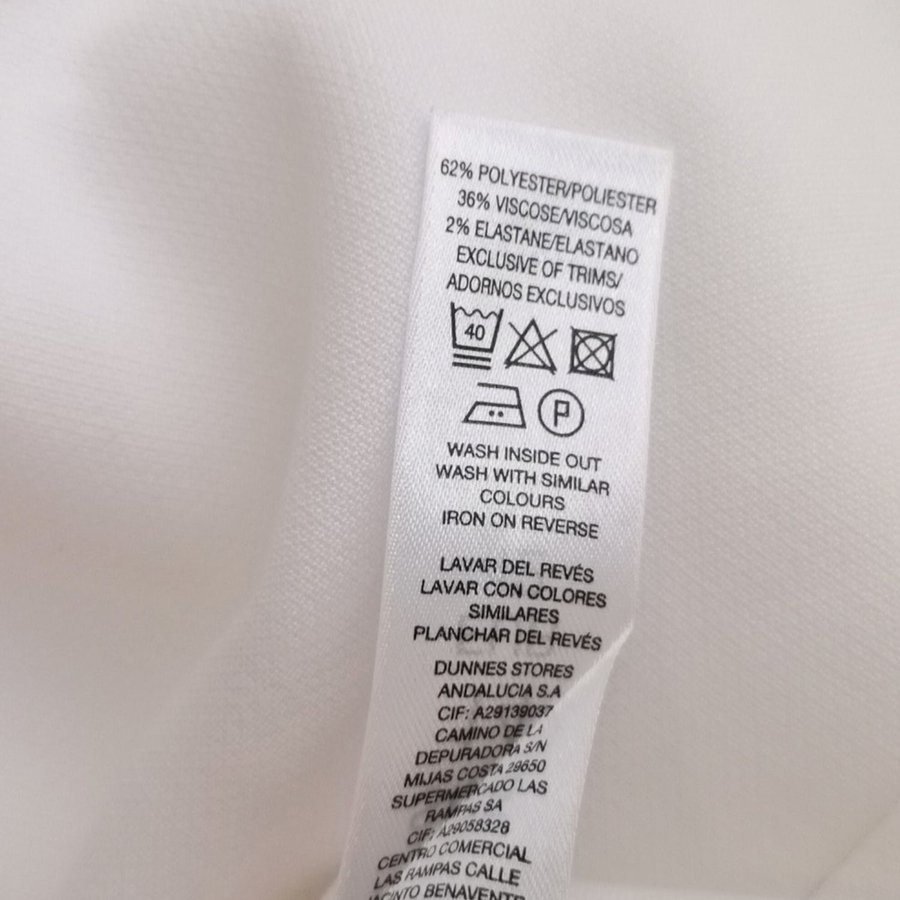 62% POLYESTER/POLIESTER
36% VISCOSE/VISCOSA
2% ELASTANE/ELASTANO
EXCLUSIVE OF TRIMS/
ADORNOS EXCLUSIVOS
40
P
WASH INSIDE OUT
WASH WITH SIMILAR
COLOURS
IRON ON REVERSE
LAVAR DEL REVÉS
LAVAR CON COLORES
SIMILARES
PLANCHAR DEL REVÉS
DUNNES STORES
ANDALUCIA S.A
CIF: A29139037
CAMINO DE LA
DEPURADORA S/N
MIJAS COSTA 29650
SUPERMERCADO LAS
RAMPAS SA
CIF: A29058328
CENTRO COMERCIAL
LAS RAMPAS CALLE
JACINTO BENAVENTE